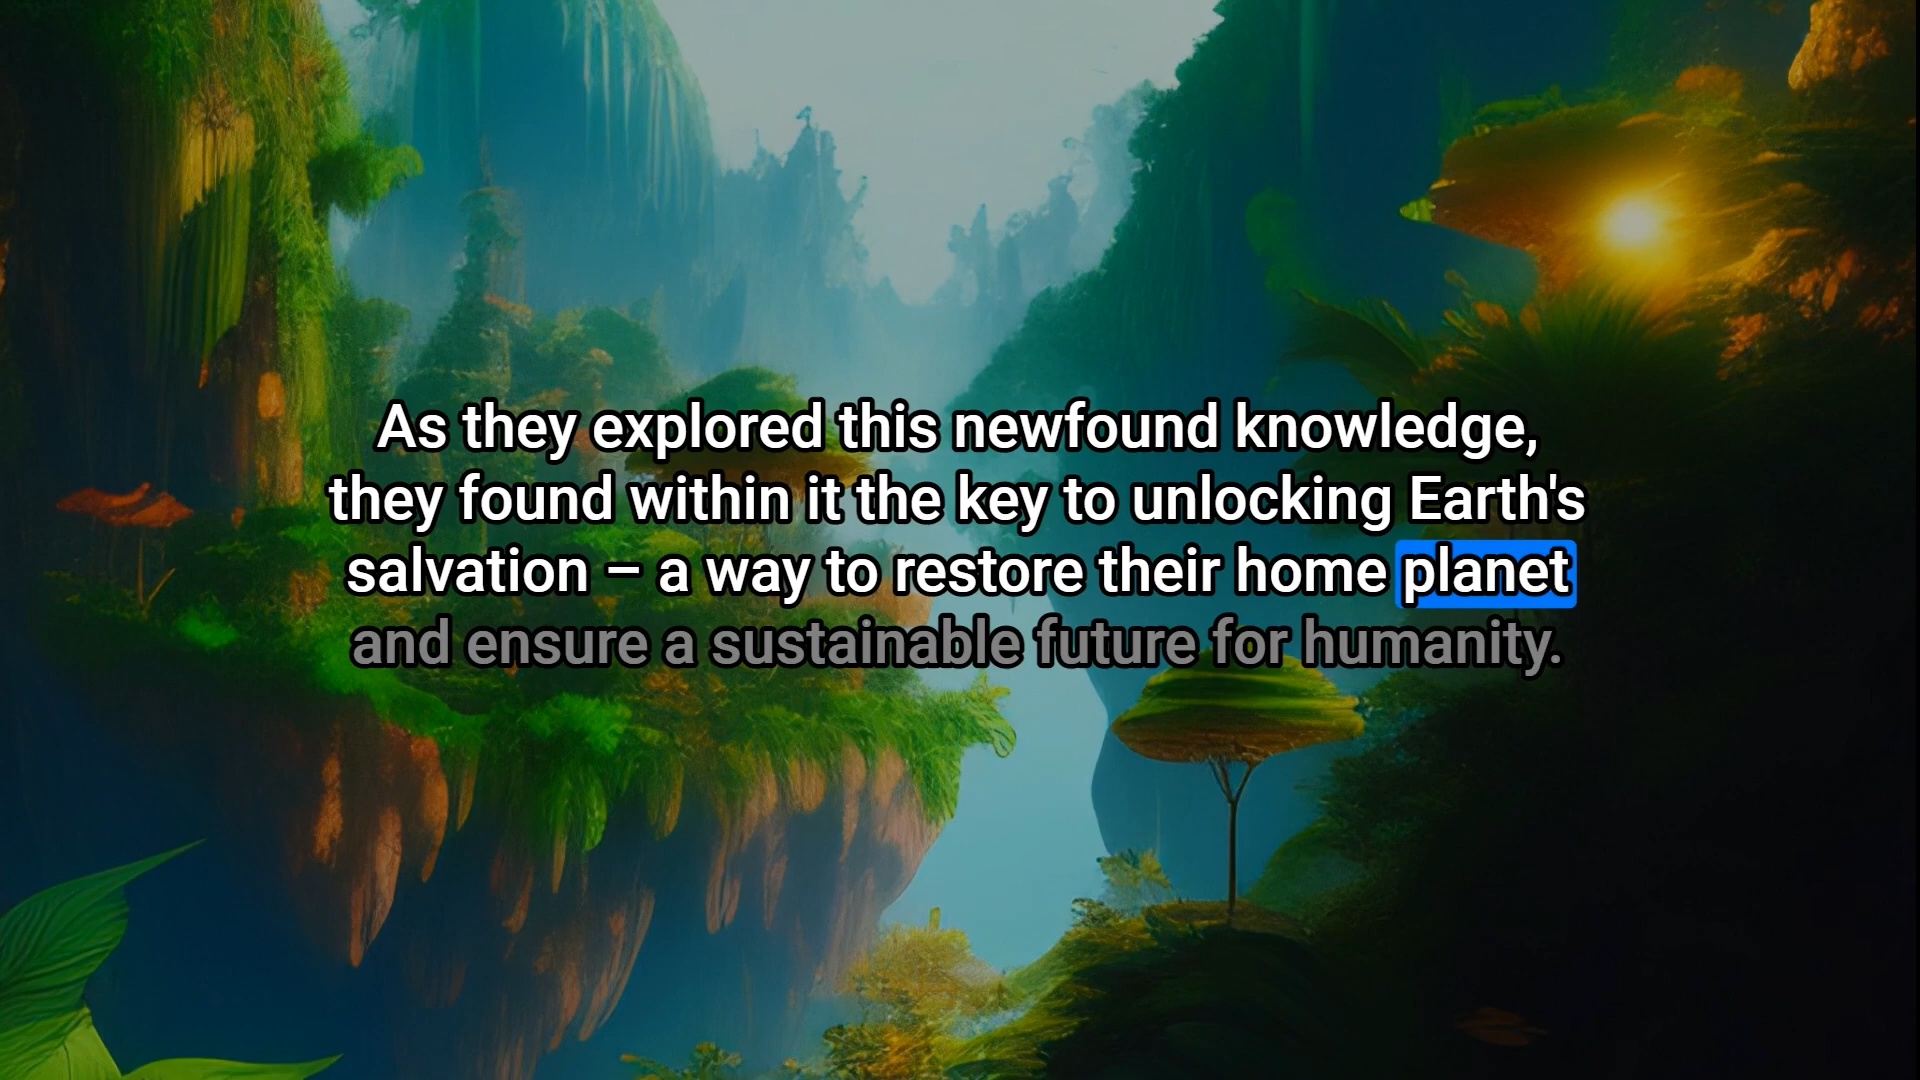 As they explored this newfound knowledge,
they found within it the key to unlocking Earth's
salvation – a way to restore their home planet
and ensure a sustainable future for humanity.